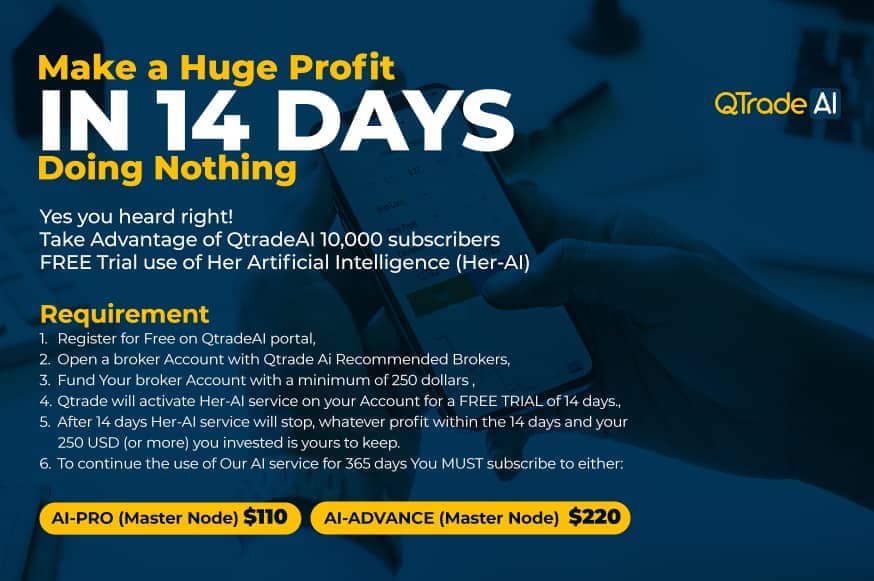 Make a Huge Profit
IN 14 DAYS
Doing Nothing
QTrade AI
Yes you heard right!
Take Advantage of QtradeAI 10,000 subscribers
FREE Trial use of Her Artificial Intelligence (Her-AI)
Requirement
1. Register for Free on QtradeAI portal,
2. Open a broker Account with Qtrade Ai Recommended Brokers,
3. Fund Your broker Account with a minimum of 250 dollars ,
4. Qtrade will activate Her-AI service on your Account for a FREE TRIAL of 14 days.,
5. After 14 days Her-AI service will stop, whatever profit within the 14 days and your
250 USD (or more) you invested is yours to keep.
6. To continue the use of Our AI service for 365 days You MUST subscribe to either:
AI-PRO (Master Node) $110
AI-ADVANCE (Master Node) $220